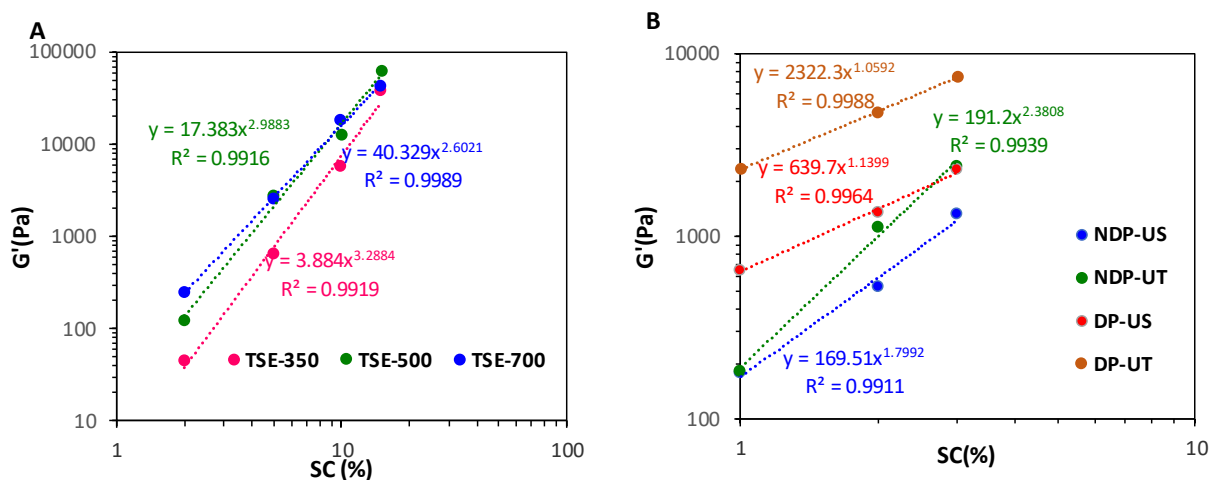 A
100000
10000
1000
100
10
G'(Pa)
y = 17.383x^2.9883
R² = 0.9916
y = 40.329x^2.6021
R² = 0.9989
y = 3.884x^3.2884
R² = 0.9919
TSE-350 TSE-500 TSE-700
1 10 100
SC (%)
B
10000
1000
100
G'(Pa)
y = 2322.3x^1.0592
R² = 0.9988
y = 191.2x^2.3808
R² = 0.9939
y = 639.7x^1.1399
R² = 0.9964
y = 169.51x^1.7992
R² = 0.9911
NDP-US
NDP-UT
DP-US
DP-UT
1 10
SC(%)